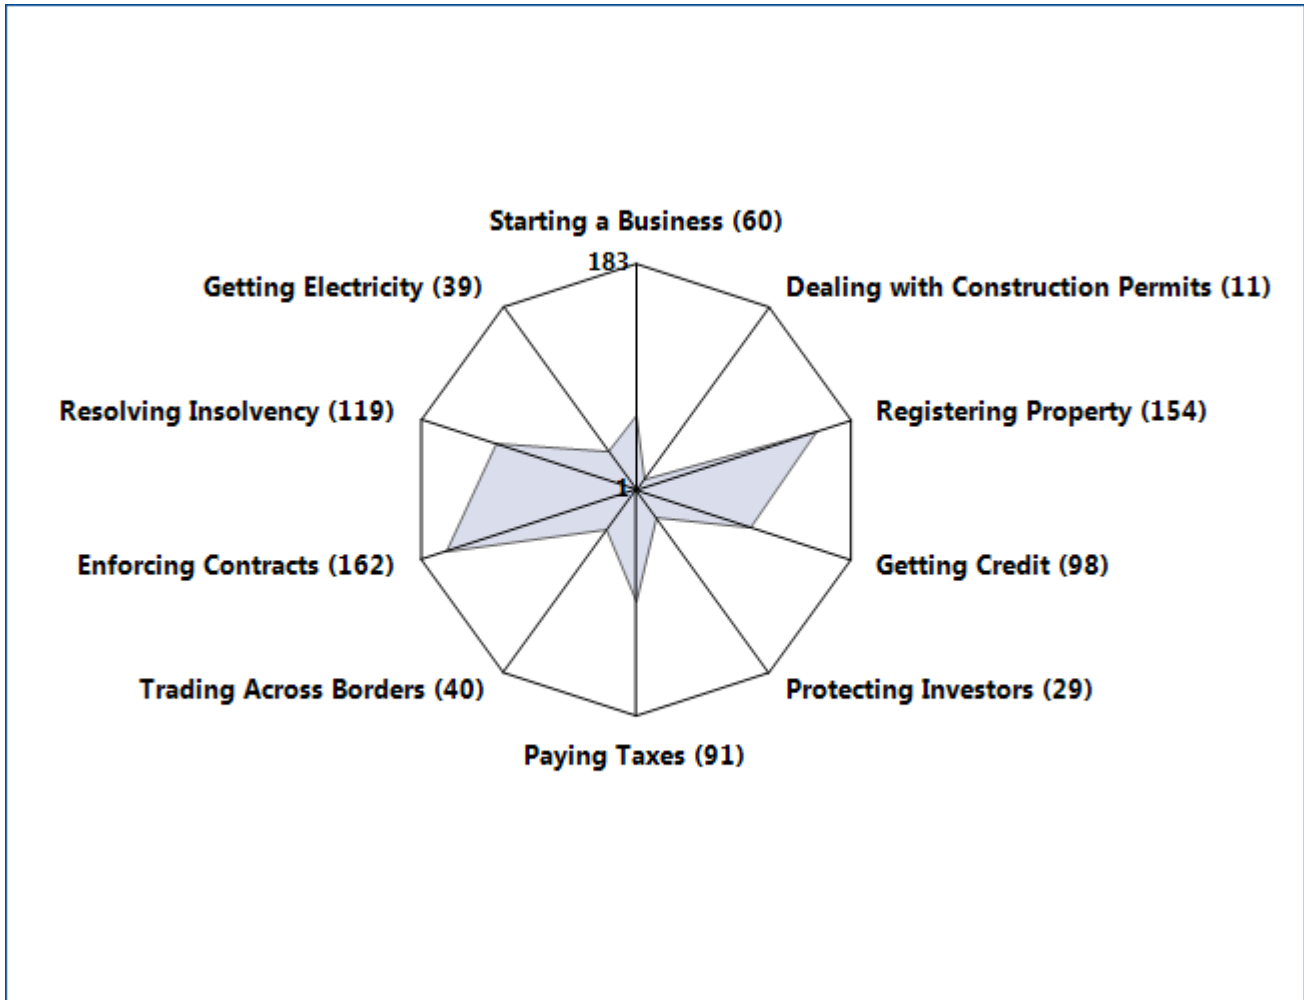 Starting a Business (60)
183
Getting Electricity (39)
Dealing with Construction Permits (11)
Resolving Insolvency (119)
Registering Property (154)
1
Enforcing Contracts (162)
Getting Credit (98)
Trading Across Borders (40)
Protecting Investors (29)
Paying Taxes (91)